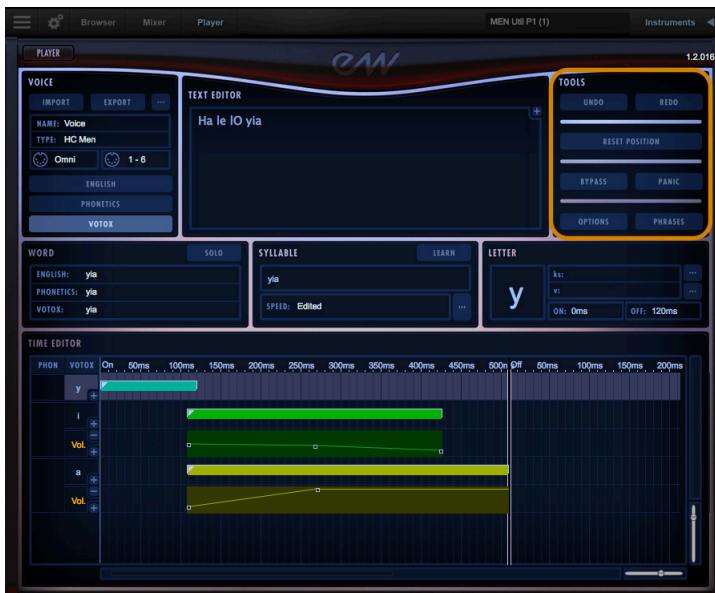 Browser Mixer Player MEN Util P1 (1) Instruments
PLAYER
EW
1.2.016
VOICE
IMPORT EXPORT ...
NAME: Voice
TYPE: HC Men
Omni 1 - 6
ENGLISH
PHONETICS
VOTOX
TEXT EDITOR
+
Ha le lO yia
TOOLS
UNDO REDO
RESET POSITION
BYPASS PANIC
OPTIONS PHRASES
WORD SOLO
ENGLISH: yia
PHONETICS: yia
VOTOX: yia
SYLLABLE LEARN
yia
SPEED: Edited ...
LETTER
y
ks: ...
v: ...
ON: 0ms OFF: 120ms
TIME EDITOR
PHON VOTOX On 50ms 100ms 150ms 200ms 250ms 300ms 350ms 400ms 450ms 500m Off 50ms 100ms 150ms 200ms
y +
i +
Vol. - +
a +
Vol. - +